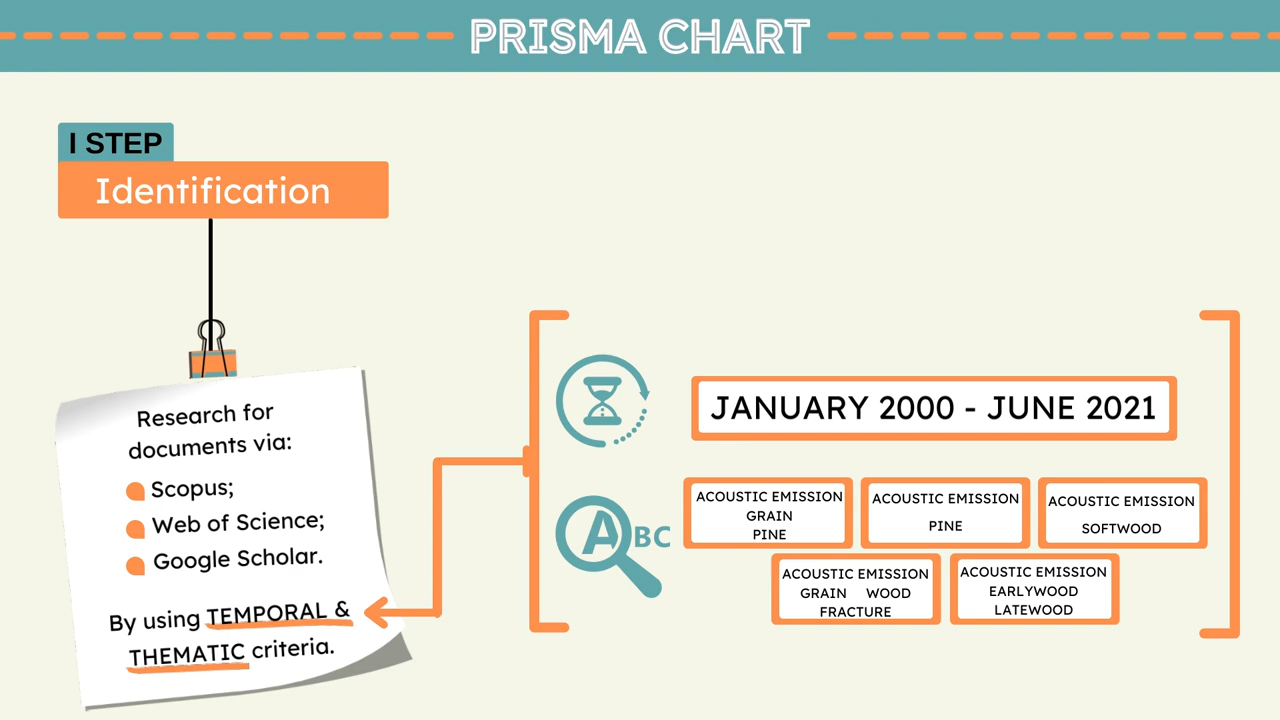 PRISMA CHART
I STEP
Identification
Research for
documents via:
Scopus;
Web of Science;
Google Scholar.
By using TEMPORAL &
THEMATIC criteria.
JANUARY 2000 - JUNE 2021
ABC
ACOUSTIC EMISSION
GRAIN
PINE
ACOUSTIC EMISSION
PINE
ACOUSTIC EMISSION
SOFTWOOD
ACOUSTIC EMISSION
GRAIN WOOD
FRACTURE
ACOUSTIC EMISSION
EARLYWOOD
LATEWOOD